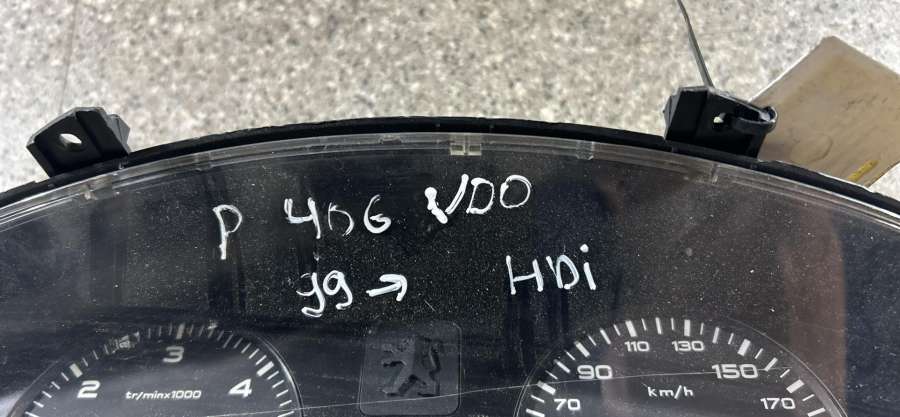 P 406 VDO
99→ HDi
2 3 4
tr/minx1000
70 90 110 130 150 170
km/h